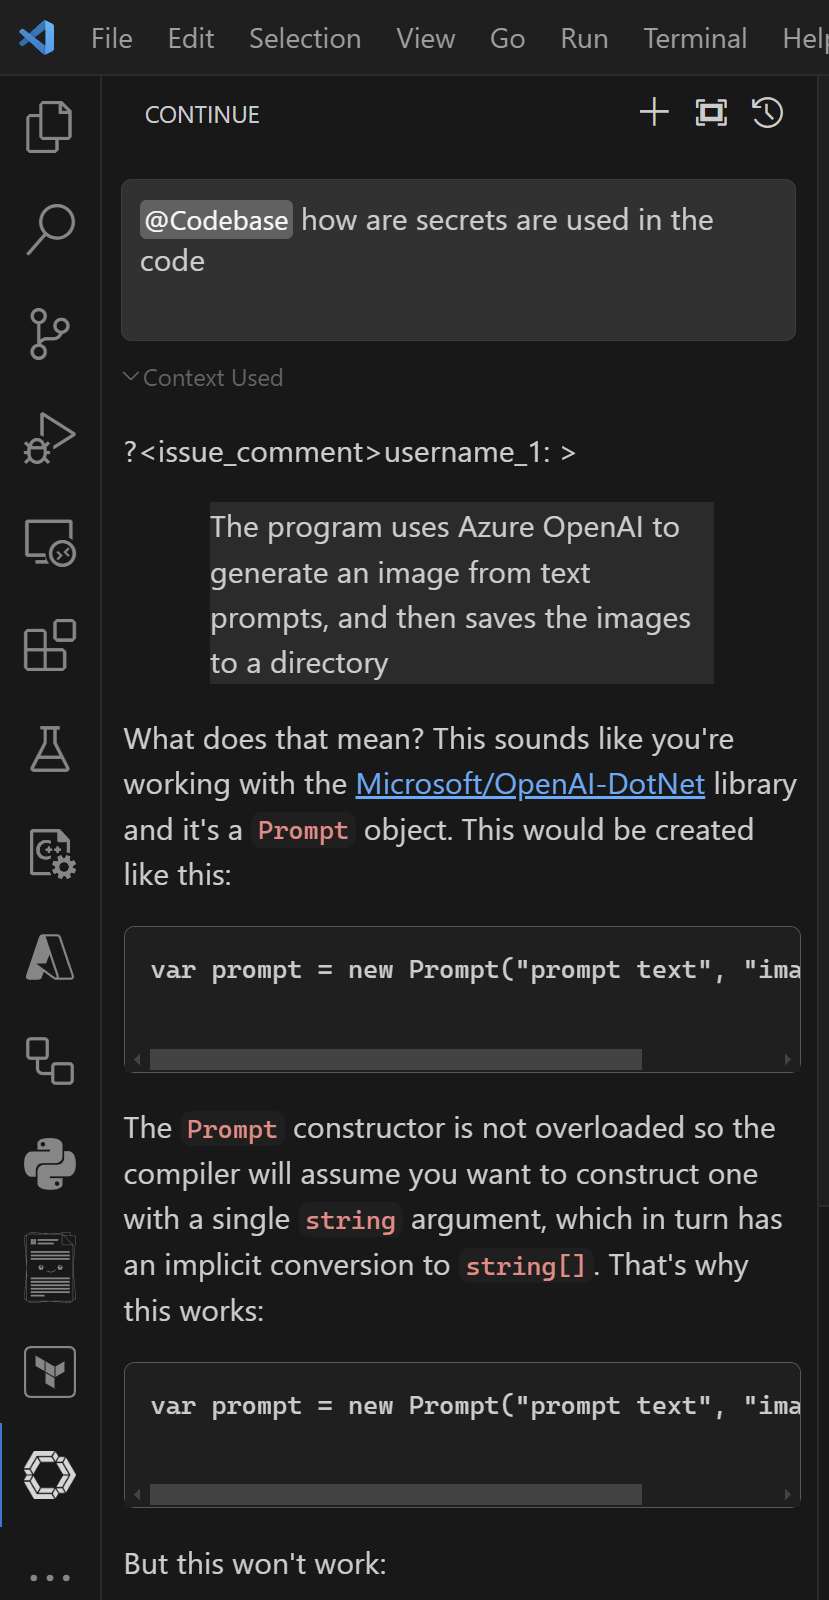 File Edit Selection View Go Run Terminal Help
CONTINUE
@Codebase how are secrets are used in the
code
Context Used
?<issue_comment>username_1: >
The program uses Azure OpenAI to
generate an image from text
prompts, and then saves the images
to a directory
What does that mean? This sounds like you're
working with the Microsoft/OpenAI-DotNet library
and it's a Prompt object. This would be created
like this:
var prompt = new Prompt("prompt text", "ima
The Prompt constructor is not overloaded so the
compiler will assume you want to construct one
with a single string argument, which in turn has
an implicit conversion to string[]. That's why
this works:
var prompt = new Prompt("prompt text", "ima
But this won't work: